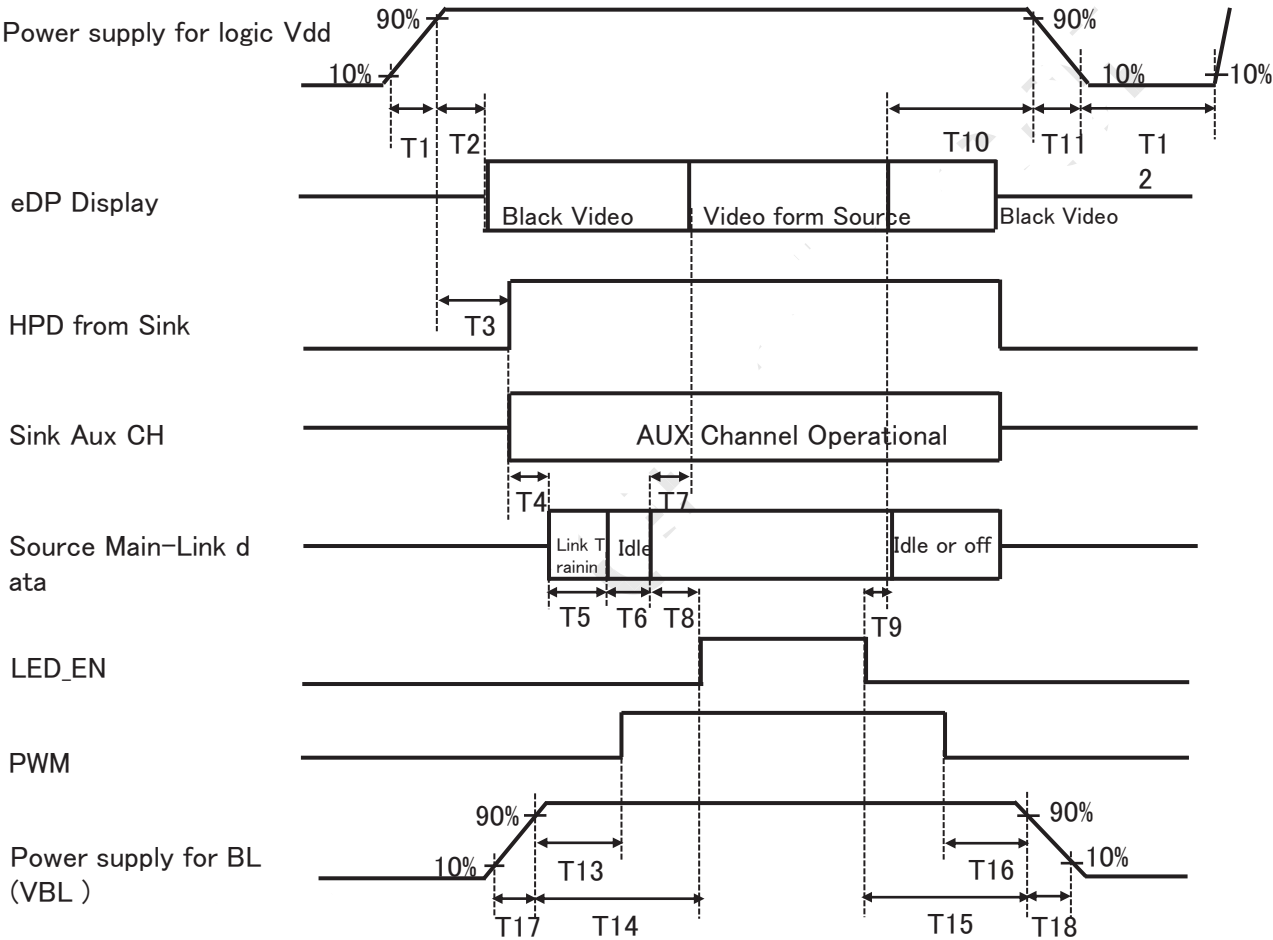 90%
90%
Power supply for logic Vdd
10%
10%
10%
T1
T2
T10
T11
T1
2
eDP Display
Black Video
Video form Source
Black Video
HPD from Sink
T3
Sink Aux CH
AUX Channel Operational
T4
T7
Source Main-Link d
ata
Link T
rainin
Idle
Idle or off
T5
T6
T8
T9
LED_EN
PWM
90%
90%
Power supply for BL
(VBL )
10%
10%
T13
T16
T17
T14
T15
T18